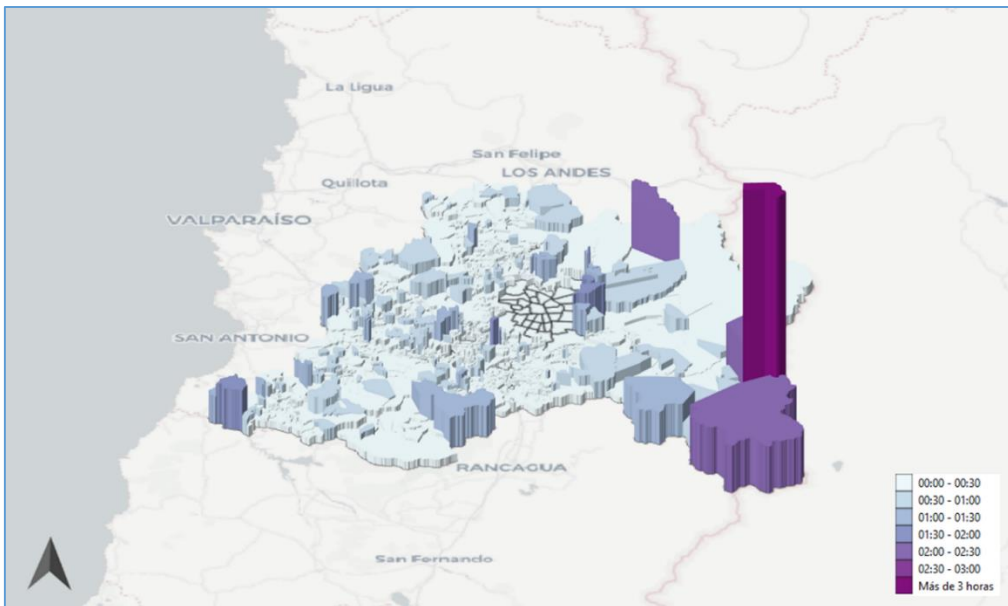 La Ligua
San Felipe
LOS ANDES
Quillota
VALPARAÍSO
SAN ANTONIO
RANCAGUA
San Fernando
00:00 - 00:30
00:30 - 01:00
01:00 - 01:30
01:30 - 02:00
02:00 - 02:30
02:30 - 03:00
Más de 3 horas